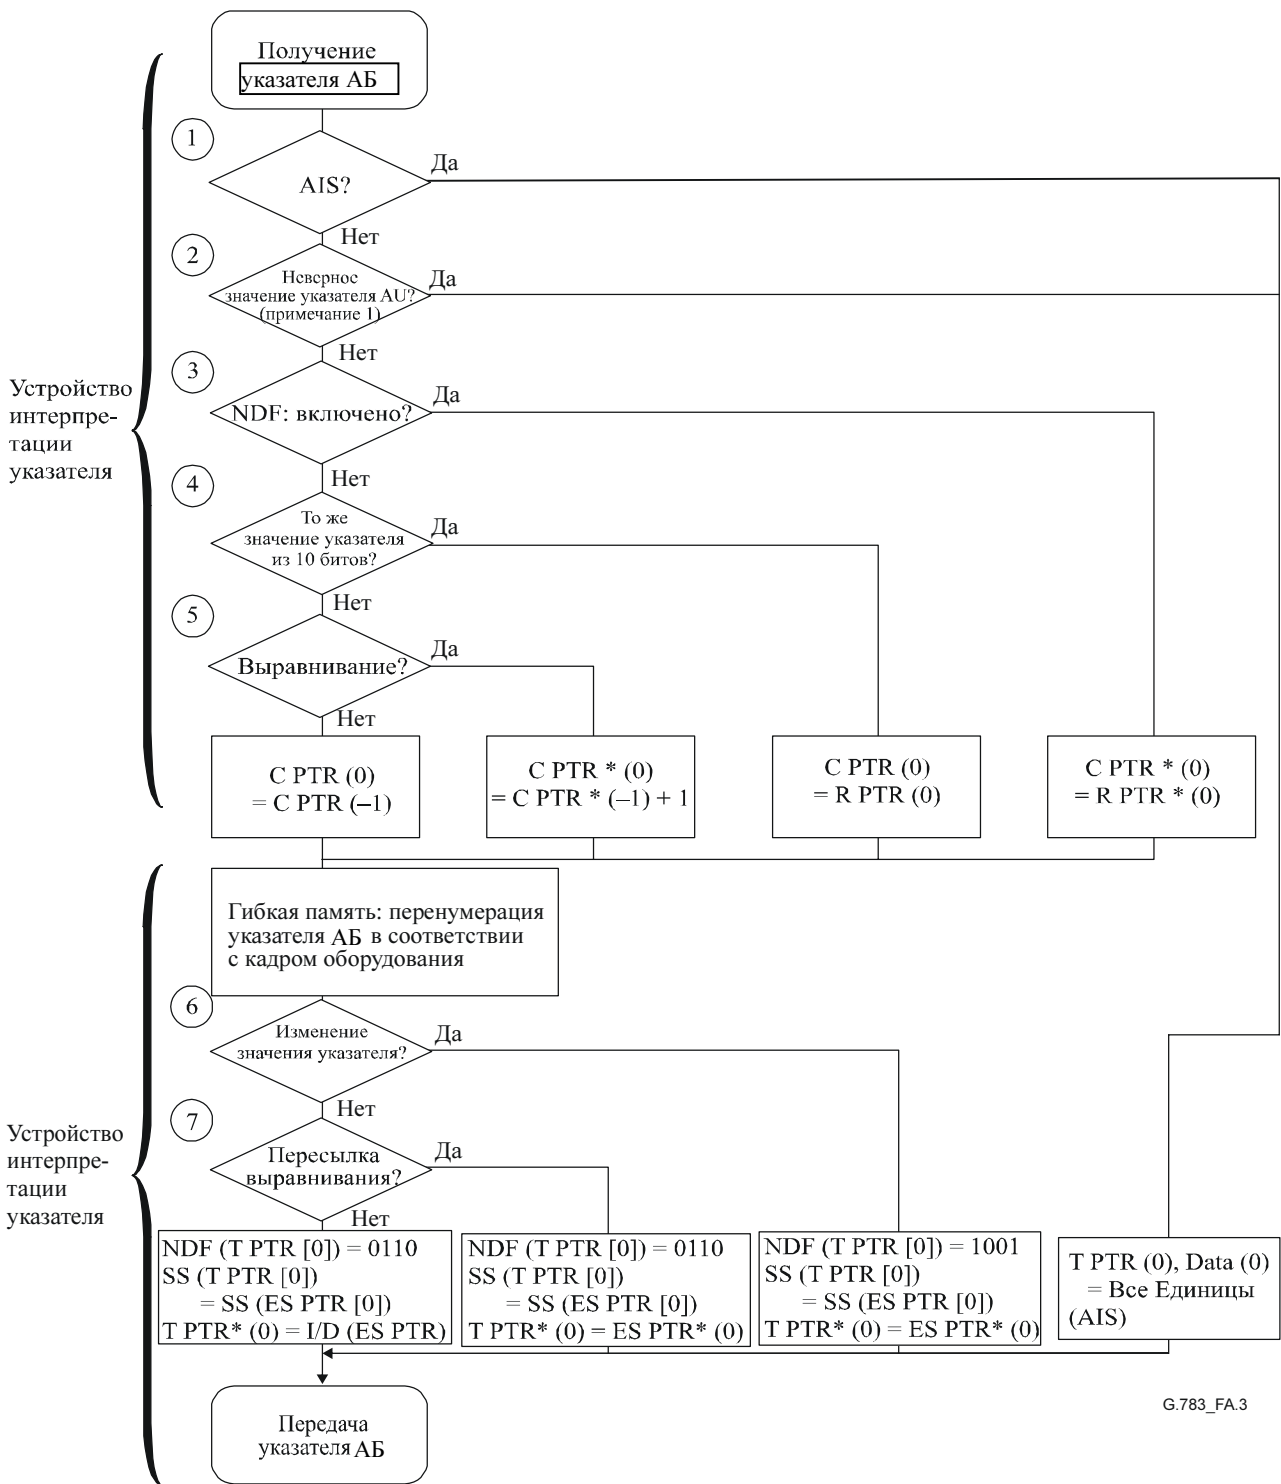 Получение
указателя АБ
1
AIS?
Да
Нет
2
Неверное
значение указателя AU?
(примечание 1)
Да
Нет
3
NDF: включено?
Да
Нет
Устройство
интерпре-
тации
указателя
4
То же
значение указателя
из 10 битов?
Да
Нет
5
Выравнивание?
Да
Нет
C PTR (0)
= C PTR (–1)
C PTR * (0)
= C PTR * (–1) + 1
C PTR (0)
= R PTR (0)
C PTR * (0)
= R PTR * (0)
Гибкая память: перенумерация
указателя АБ в соответствии
с кадром оборудования
6
Изменение
значения указателя?
Да
Нет
7
Пересылка
выравнивания?
Да
Нет
Устройство
интерпре-
тации
указателя
NDF (T PTR [0]) = 0110
SS (T PTR [0])
= SS (ES PTR [0])
T PTR* (0) = I/D (ES PTR)
NDF (T PTR [0]) = 0110
SS (T PTR [0])
= SS (ES PTR [0])
T PTR* (0) = ES PTR* (0)
NDF (T PTR [0]) = 1001
SS (T PTR [0])
= SS (ES PTR [0])
T PTR* (0) = ES PTR* (0)
T PTR (0), Data (0)
= Все Единицы
(AIS)
Передача
указателя АБ
G.783_FA.3